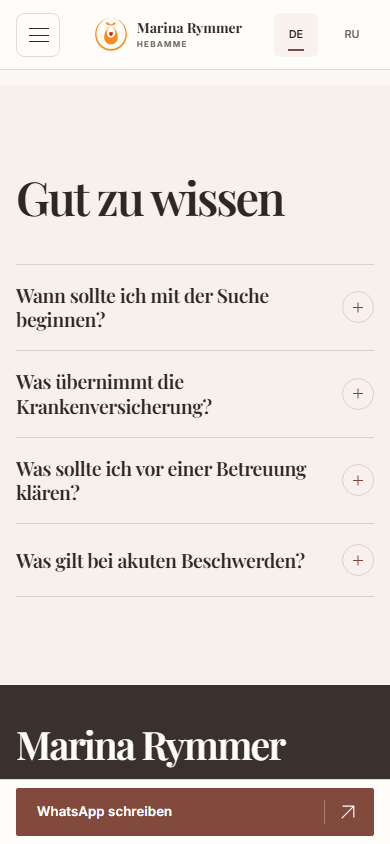 Marina Rymmer
HEBAMME
DE
RU
Gut zu wissen
Wann sollte ich mit der Suche
beginnen?
Was übernimmt die
Krankenversicherung?
Was sollte ich vor einer Betreuung
klären?
Was gilt bei akuten Beschwerden?
Marina Rymmer
WhatsApp schreiben